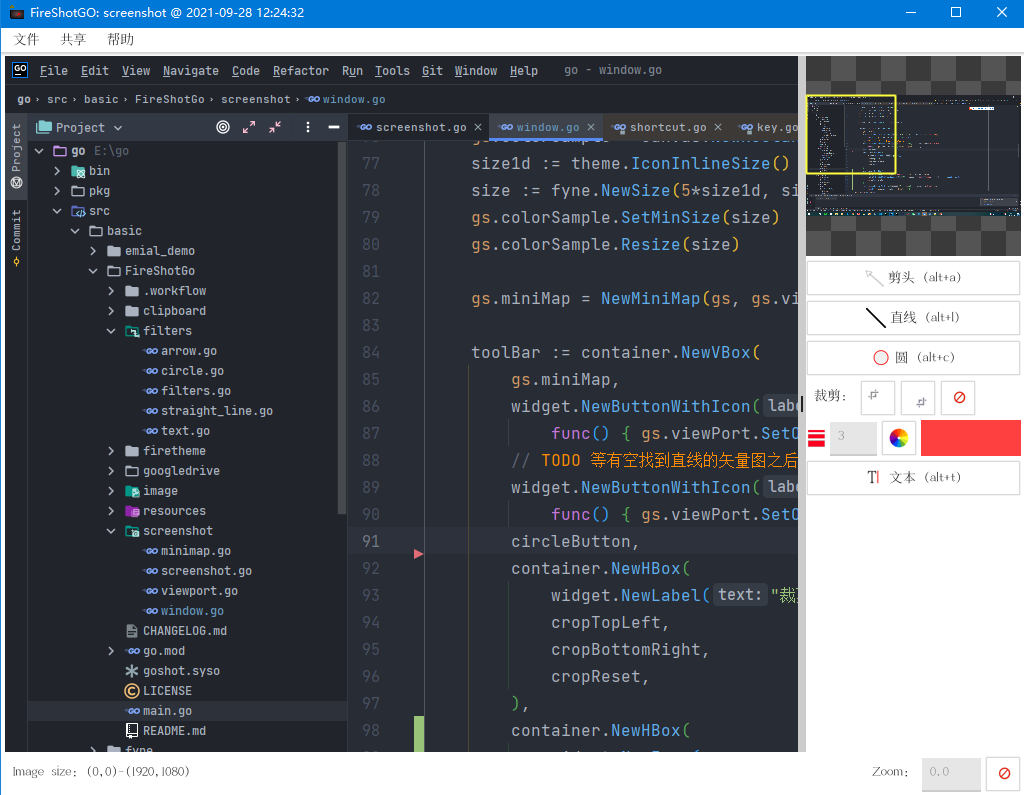 FireShotGO: screenshot @ 2021-09-28 12:24:32
文件 共享 帮助
GO File Edit View Navigate Code Refactor Run Tools Git Window Help go - window.go
go › src › basic › FireShotGo › screenshot › window.go
Project
Commit
Project
screenshot.go × window.go × shortcut.go × key.go
go E:\go
bin
pkg
src
basic
emial_demo
FireShotGo
.workflow
clipboard
filters
arrow.go
circle.go
filters.go
straight_line.go
text.go
firetheme
googledrive
image
resources
screenshot
minimap.go
screenshot.go
viewport.go
window.go
CHANGELOG.md
go.mod
goshot.syso
LICENSE
main.go
README.md
fyne
77 size1d := theme.IconInlineSize()
78 size := fyne.NewSize(5*size1d, si
79 gs.colorSample.SetMinSize(size)
80 gs.colorSample.Resize(size)
81
82 gs.miniMap = NewMiniMap(gs, gs.vi
83
84 toolBar := container.NewVBox(
85 gs.miniMap,
86 widget.NewButtonWithIcon( labe
87 func() { gs.viewPort.SetO
88 // TODO 等有空找到直线的矢量图之后
89 widget.NewButtonWithIcon( labe
90 func() { gs.viewPort.SetO
91 circleButton,
92 container.NewHBox(
93 widget.NewLabel( text: "裁
94 cropTopLeft,
95 cropBottomRight,
96 cropReset,
97 ),
98 container.NewHBox(
剪头 (alt+a)
直线 (alt+l)
圆 (alt+c)
裁剪:
3
文本 (alt+t)
Image size: (0,0)-(1920,1080)
Zoom: 0.0